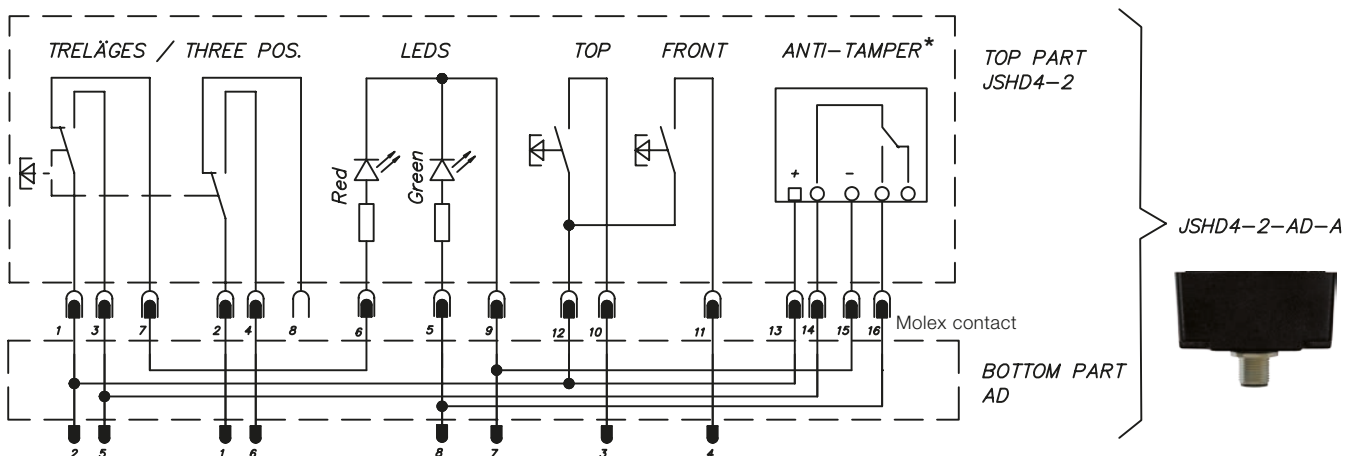 TRELÄGES / THREE POS.
LEDS
TOP
FRONT
ANTI-TAMPER*
TOP PART
JSHD4-2
Red
Green
+
−
JSHD4-2-AD-A
1 3 7 2 4 8 6 5 9 12 10 11 13 14 15 16
Molex contact
BOTTOM PART
AD
2 5 1 6 8 7 3 4